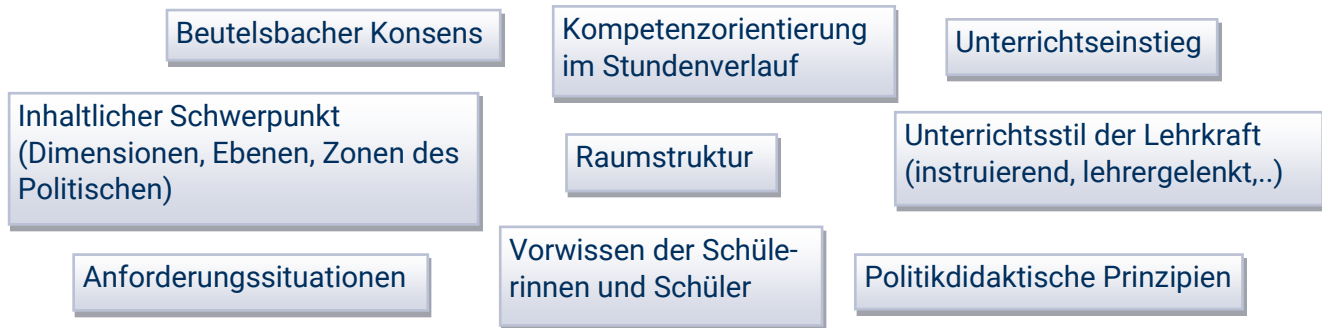 Beutelsbacher Konsens
Kompetenzorientierung
im Stundenverlauf
Unterrichtseinstieg
Inhaltlicher Schwerpunkt
(Dimensionen, Ebenen, Zonen des
Politischen)
Raumstruktur
Unterrichtsstil der Lehrkraft
(instruierend, lehrergelenkt,..)
Anforderungssituationen
Vorwissen der Schüle-
rinnen und Schüler
Politikdidaktische Prinzipien